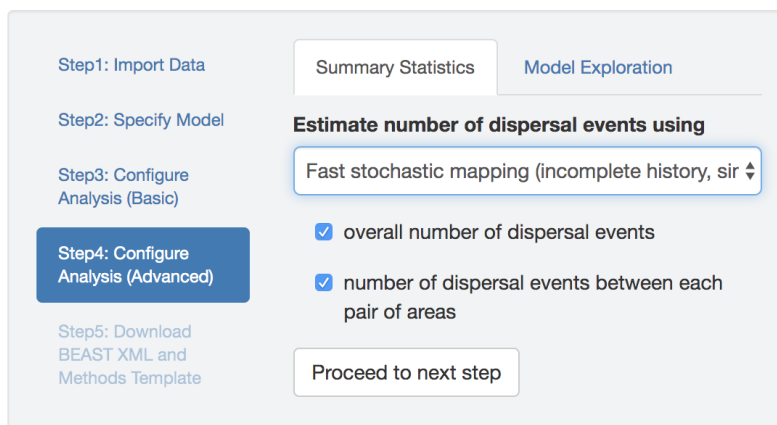 Step1: Import Data
Step2: Specify Model
Step3: Configure
Analysis (Basic)
Step4: Configure
Analysis (Advanced)
Step5: Download
BEAST XML and
Methods Template
Summary Statistics
Model Exploration
Estimate number of dispersal events using
Fast stochastic mapping (incomplete history, sir
overall number of dispersal events
number of dispersal events between each
pair of areas
Proceed to next step